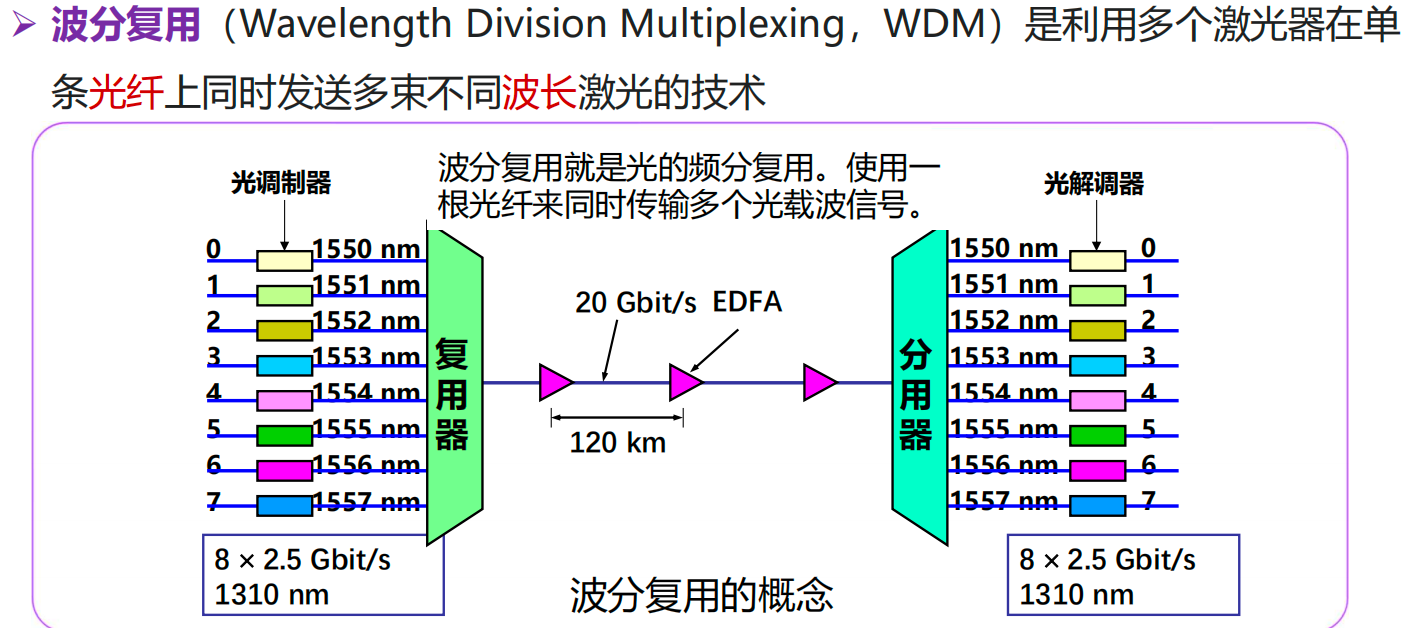 ➢ 波分复用（Wavelength Division Multiplexing，WDM）是利用多个激光器在单
条光纤上同时发送多束不同波长激光的技术
波分复用就是光的频分复用。使用一
根光纤来同时传输多个光载波信号。
光调制器
光解调器
0 1550 nm
1 1551 nm
2 1552 nm
3 1553 nm
4 1554 nm
5 1555 nm
6 1556 nm
7 1557 nm
复用器
20 Gbit/s EDFA
120 km
分用器
1550 nm 0
1551 nm 1
1552 nm 2
1553 nm 3
1554 nm 4
1555 nm 5
1556 nm 6
1557 nm 7
8 × 2.5 Gbit/s
1310 nm
波分复用的概念
8 × 2.5 Gbit/s
1310 nm